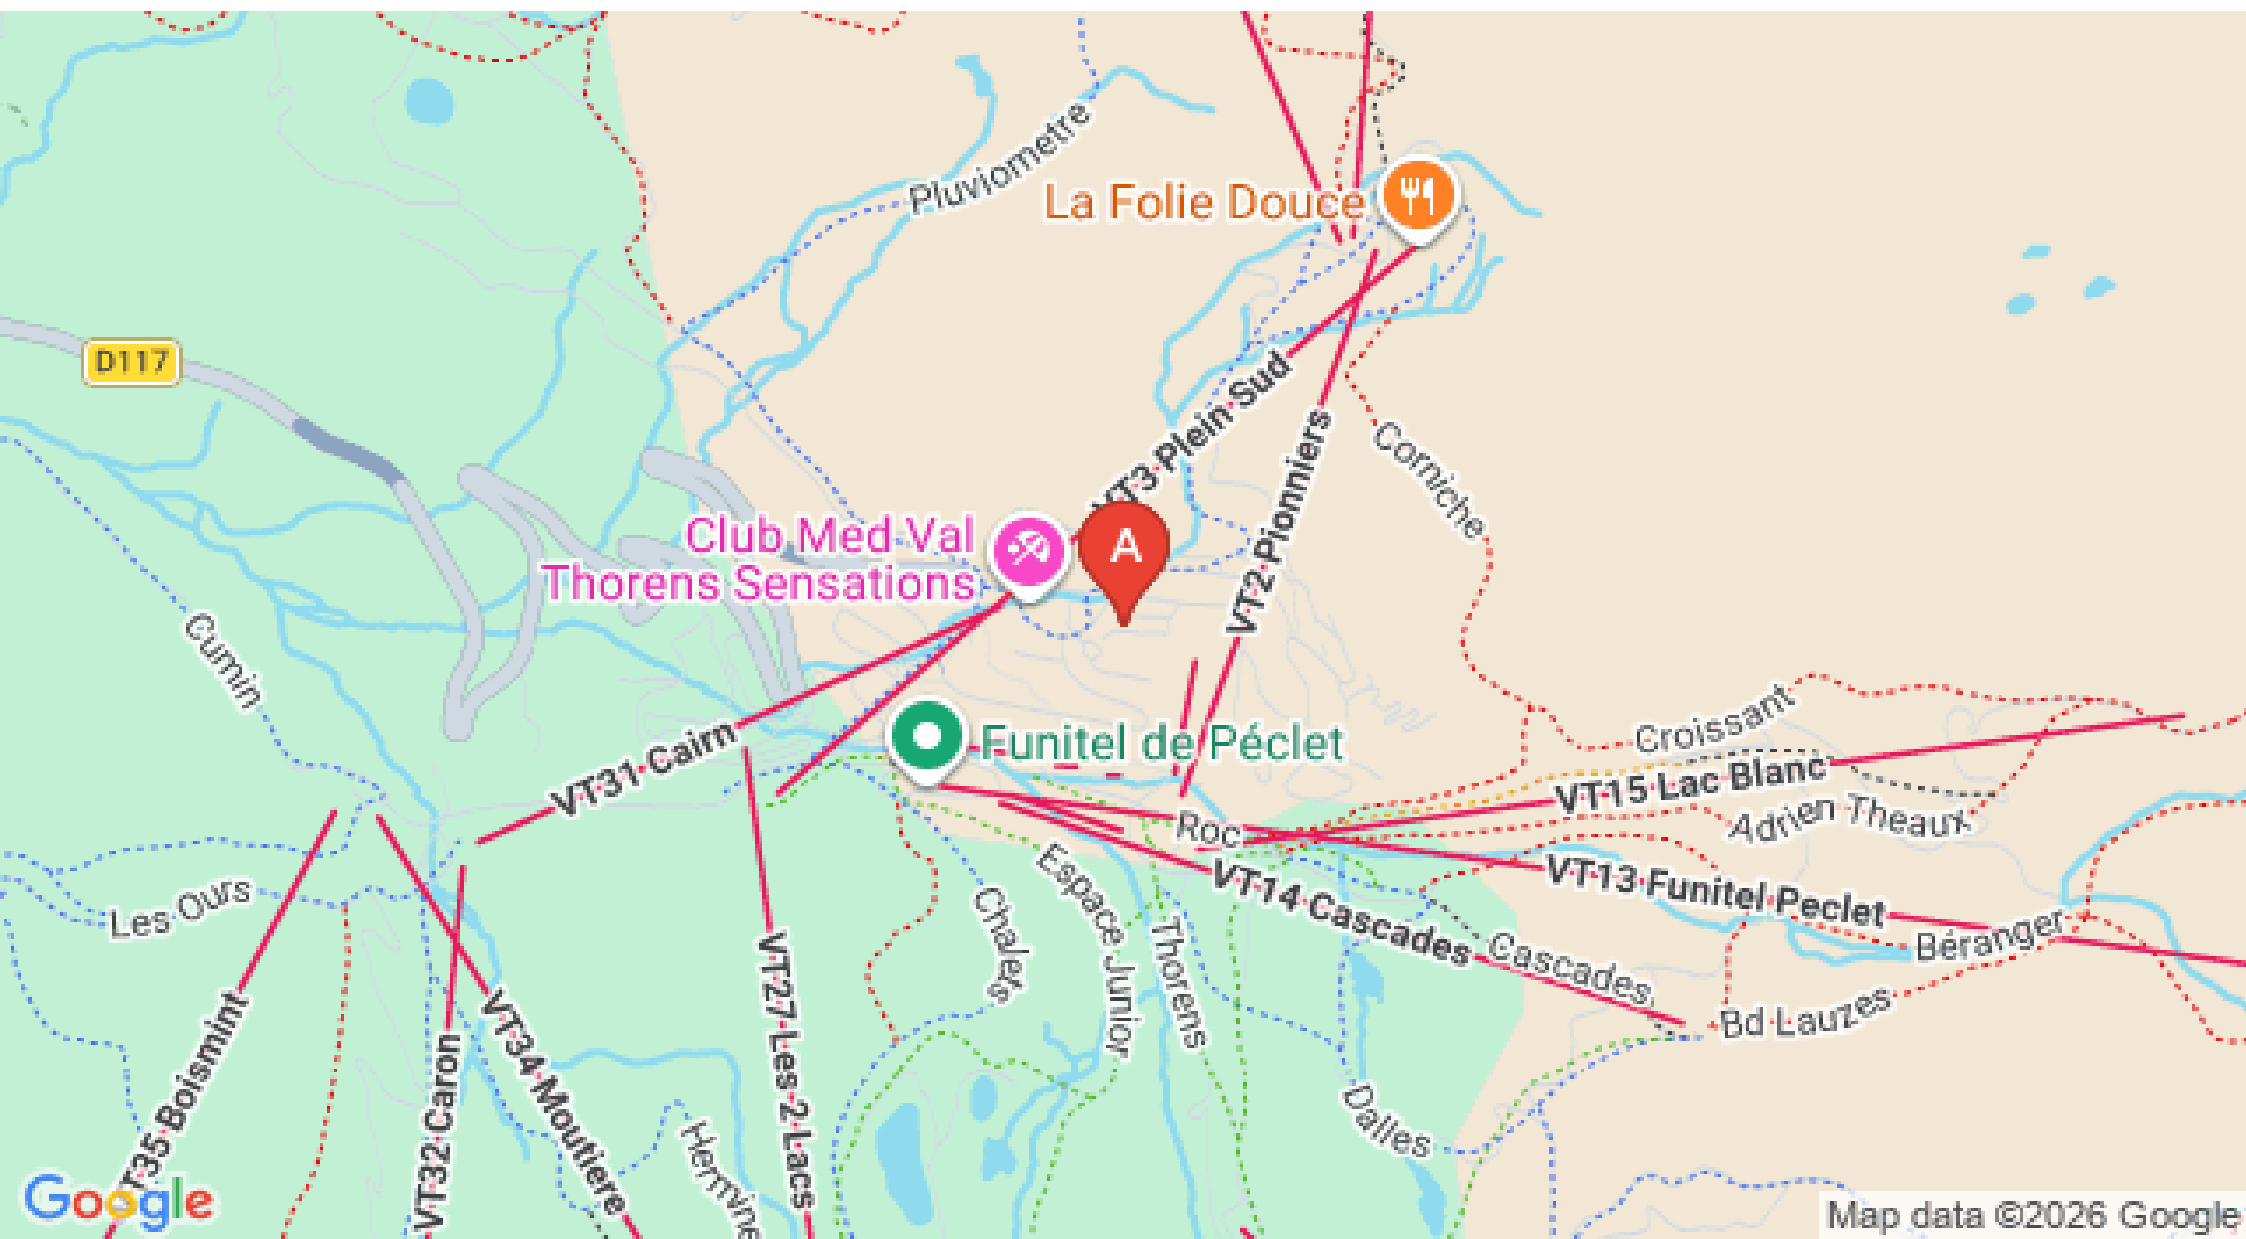 Pluviometre
La Folie Douce
D117
VT3 Plein Sud
Corniche
VT2 Pionniers
Club Med Val
Thorens Sensations
A
Cumin
Funitel de Péclet
Croissant
VT31 Cairn
VT15 Lac Blanc
Adrien Theaux
Roc
VT13 Funitel Peclet
VT14 Cascades
Les Ours
Espace Junior
Chalets
Thorens
Cascades
Béranger
Bd Lauzes
VT27 Les 2 Lacs
VT34 Moutiere
VT35 Boismint
VT32 Caron
Dalles
Hermine
Google
Map data ©2026 Google